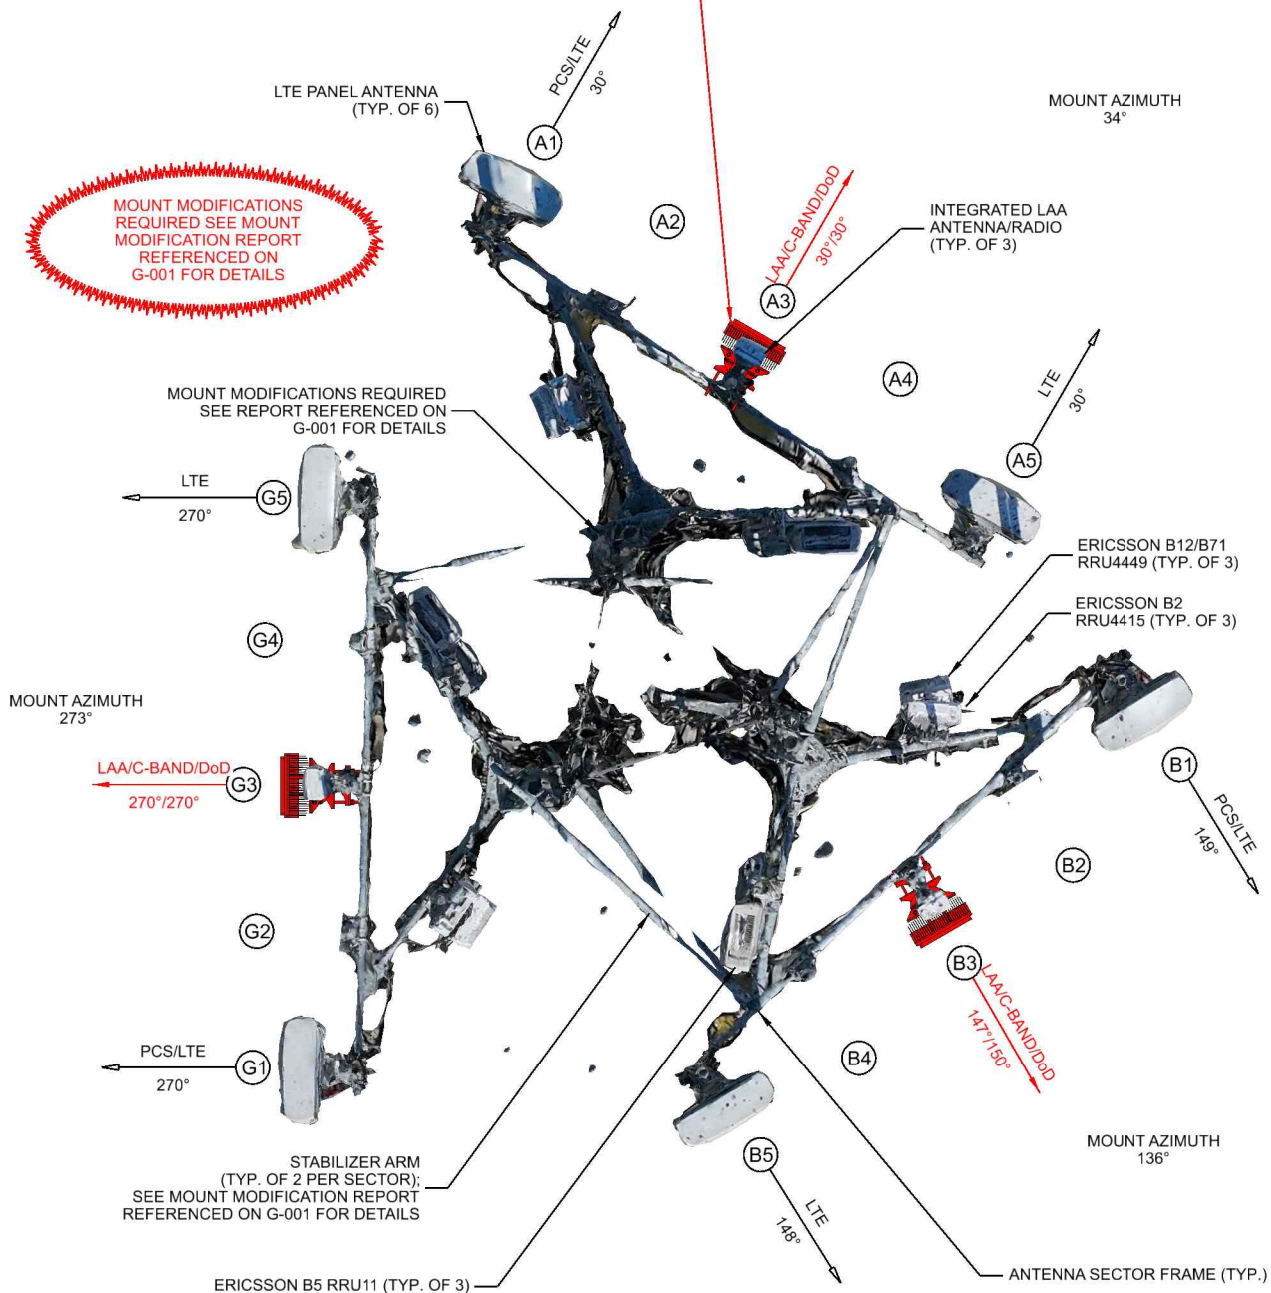 PCS/LTE
30°
LTE PANEL ANTENNA
(TYP. OF 6)
A1
MOUNT AZIMUTH
34°
MOUNT MODIFICATIONS
REQUIRED SEE MOUNT
MODIFICATION REPORT
REFERENCED ON
G-001 FOR DETAILS
A2
LAA/C-BAND/DoD
30°/30°
A3
INTEGRATED LAA
ANTENNA/RADIO
(TYP. OF 3)
A4
LTE
30°
A5
MOUNT MODIFICATIONS REQUIRED
SEE REPORT REFERENCED ON
G-001 FOR DETAILS
LTE
270°
G5
ERICSSON B12/B71
RRU4449 (TYP. OF 3)
ERICSSON B2
RRU4415 (TYP. OF 3)
G4
MOUNT AZIMUTH
273°
LAA/C-BAND/DoD
270°/270°
G3
B1
PCS/LTE
149°
B2
G2
B3
LAA/C-BAND/DoD
147°/150°
PCS/LTE
270°
G1
B4
MOUNT AZIMUTH
136°
B5
LTE
148°
STABILIZER ARM
(TYP. OF 2 PER SECTOR);
SEE MOUNT MODIFICATION REPORT
REFERENCED ON G-001 FOR DETAILS
ERICSSON B5 RRU11 (TYP. OF 3)
ANTENNA SECTOR FRAME (TYP.)